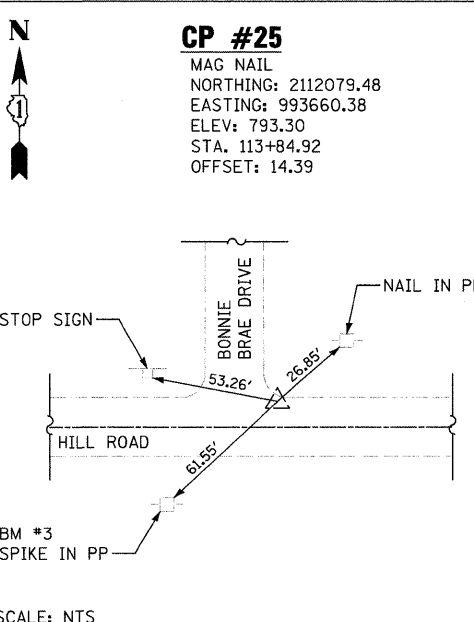 N
1
CP #25
MAG NAIL
NORTHING: 2112079.48
EASTING: 993660.38
ELEV: 793.30
STA. 113+84.92
OFFSET: 14.39
NAIL IN
STOP SIGN
BONNIE
BRAE DRIVE
53.26'
26.85'
HILL ROAD
61.55'
BM #3
SPIKE IN PP
SCALE: NTS